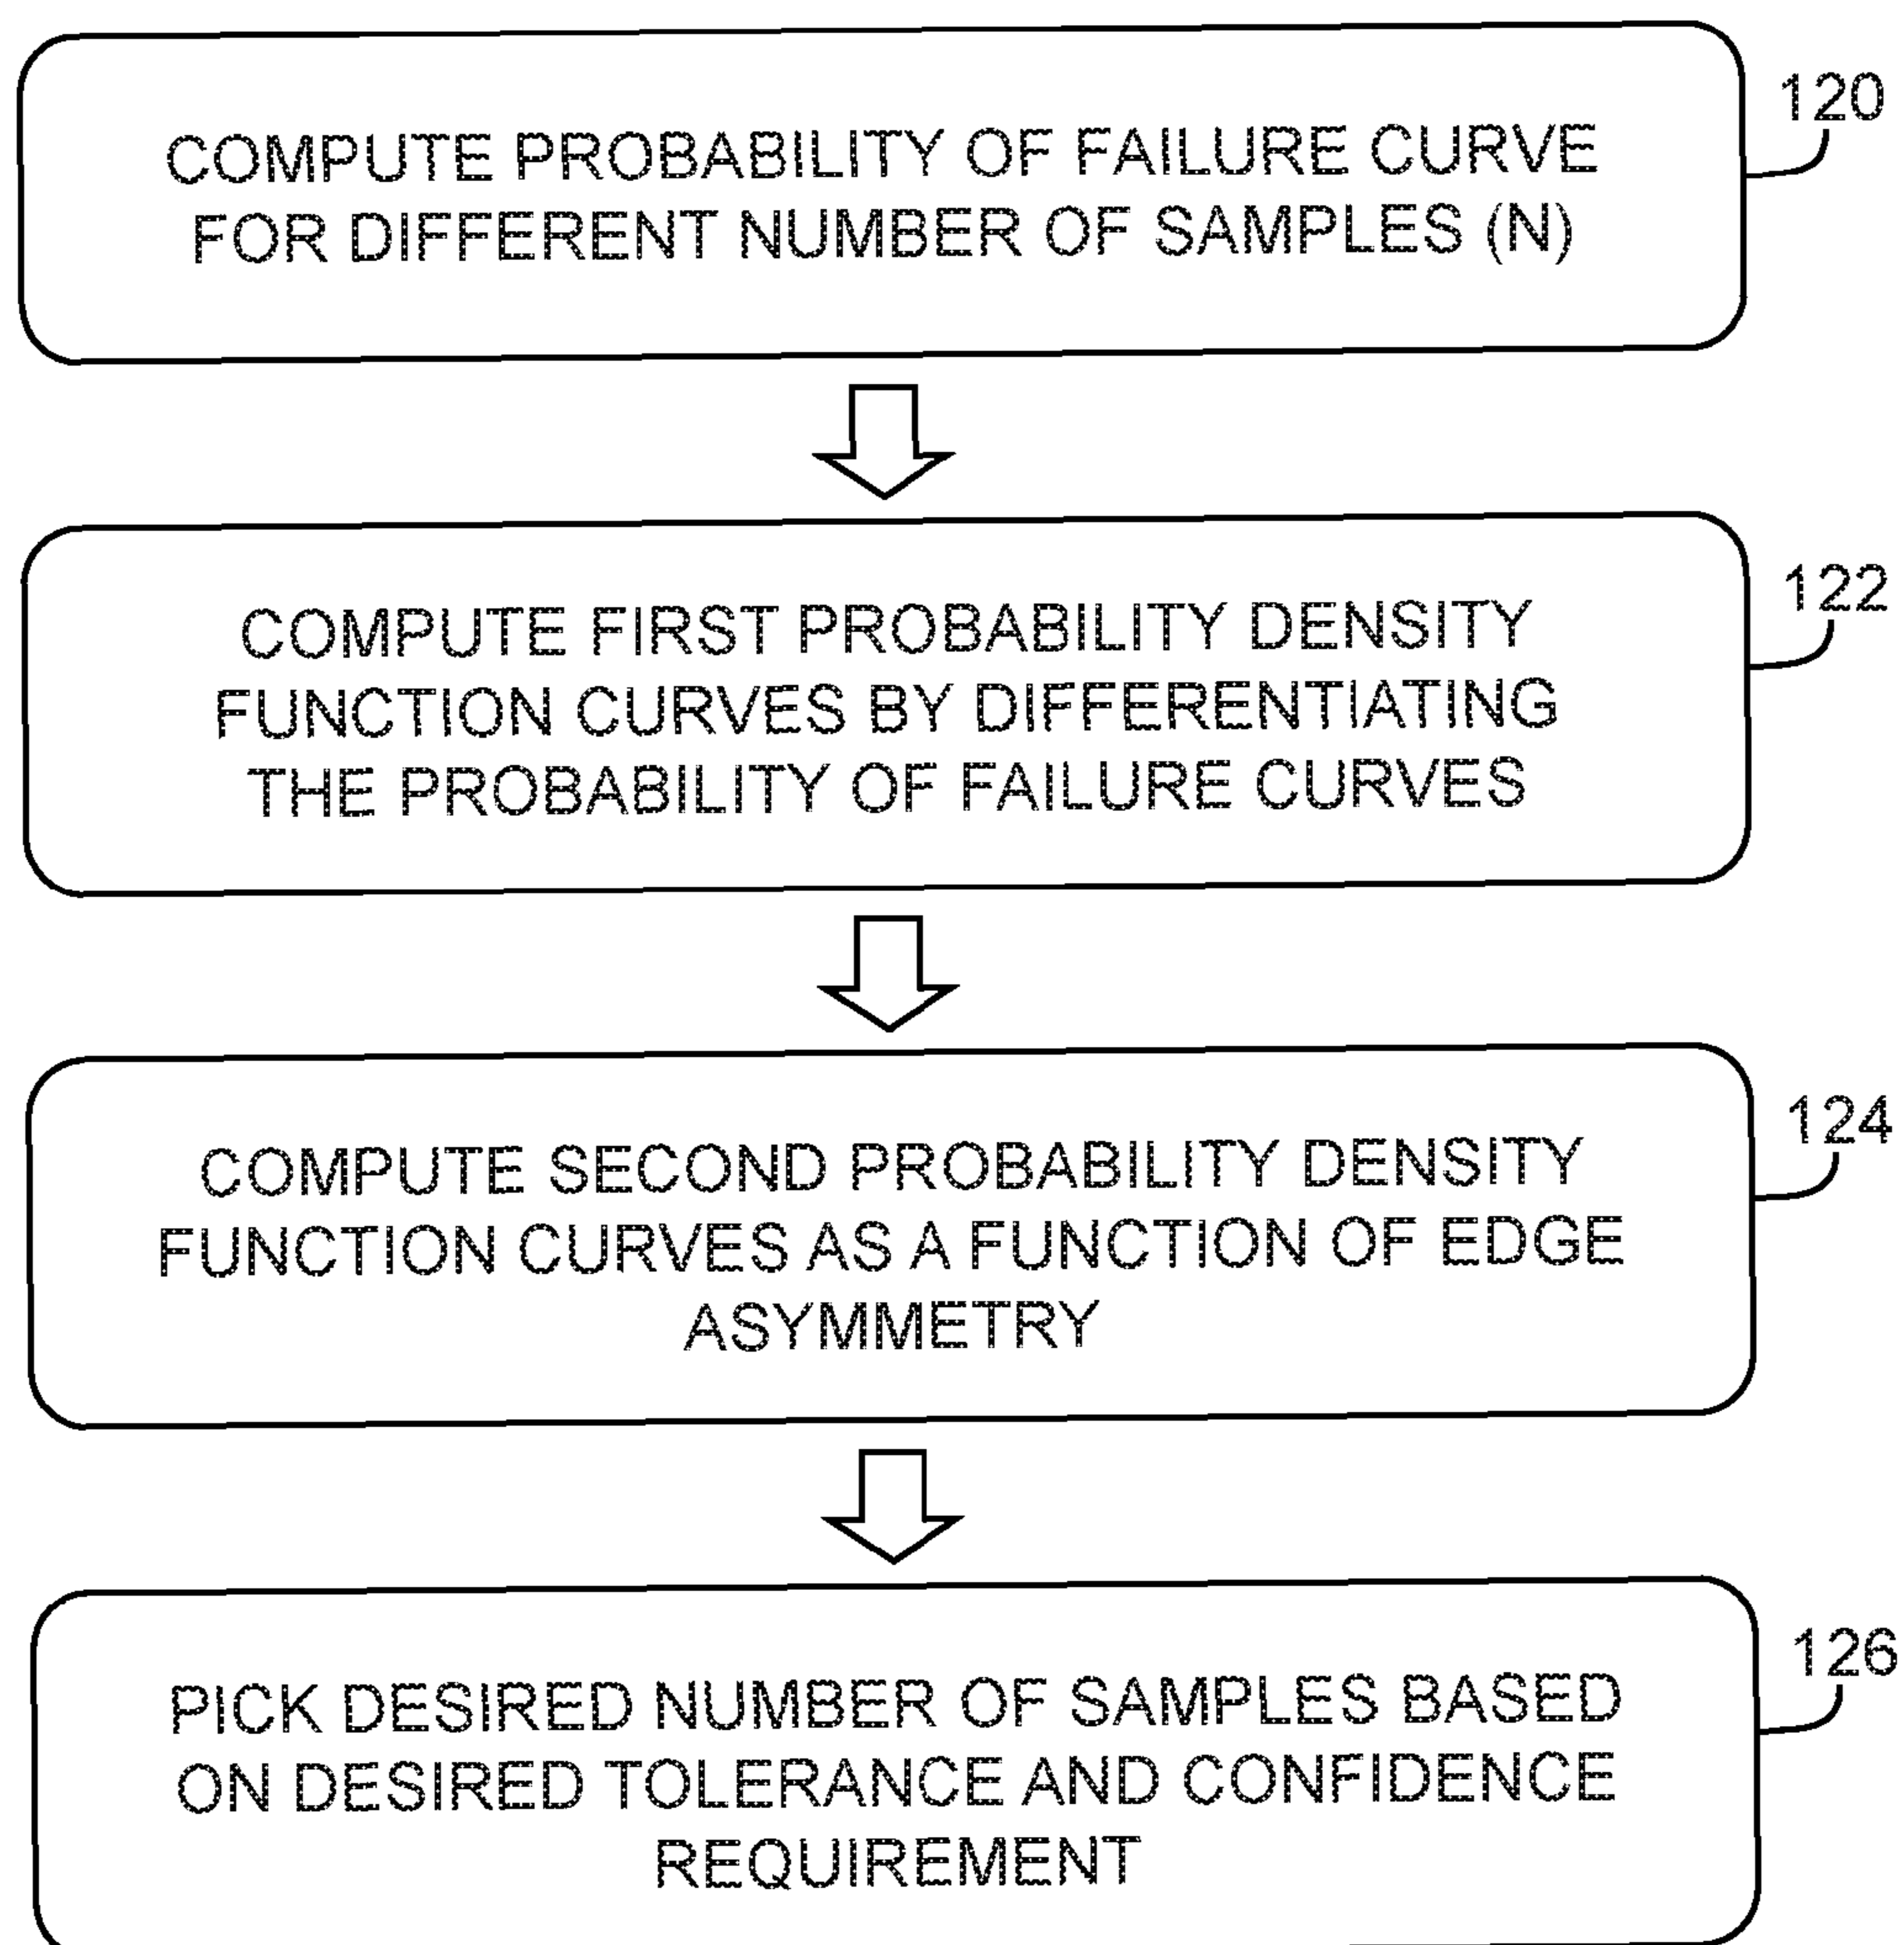 COMPUTE PROBABILITY OF FAILURE CURVE
FOR DIFFERENT NUMBER OF SAMPLES (N)
120
COMPUTE FIRST PROBABILITY DENSITY
FUNCTION CURVES BY DIFFERENTIATING
THE PROBABILITY OF FAILURE CURVES
122
COMPUTE SECOND PROBABILITY DENSITY
FUNCTION CURVES AS A FUNCTION OF EDGE
ASYMMETRY
124
PICK DESIRED NUMBER OF SAMPLES BASED
ON DESIRED TOLERANCE AND CONFIDENCE
REQUIREMENT
126